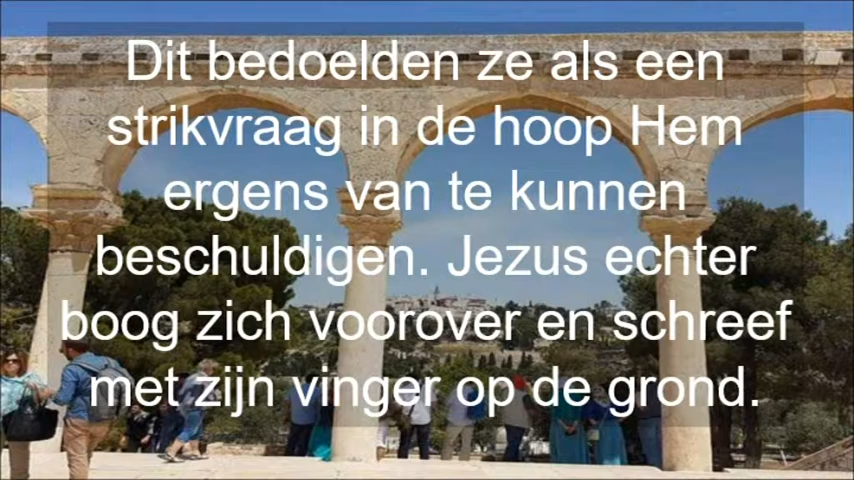 Dit bedoelden ze als een
strikvraag in de hoop Hem
ergens van te kunnen
beschuldigen. Jezus echter
boog zich voorover en schreef
met zijn vinger op de grond.